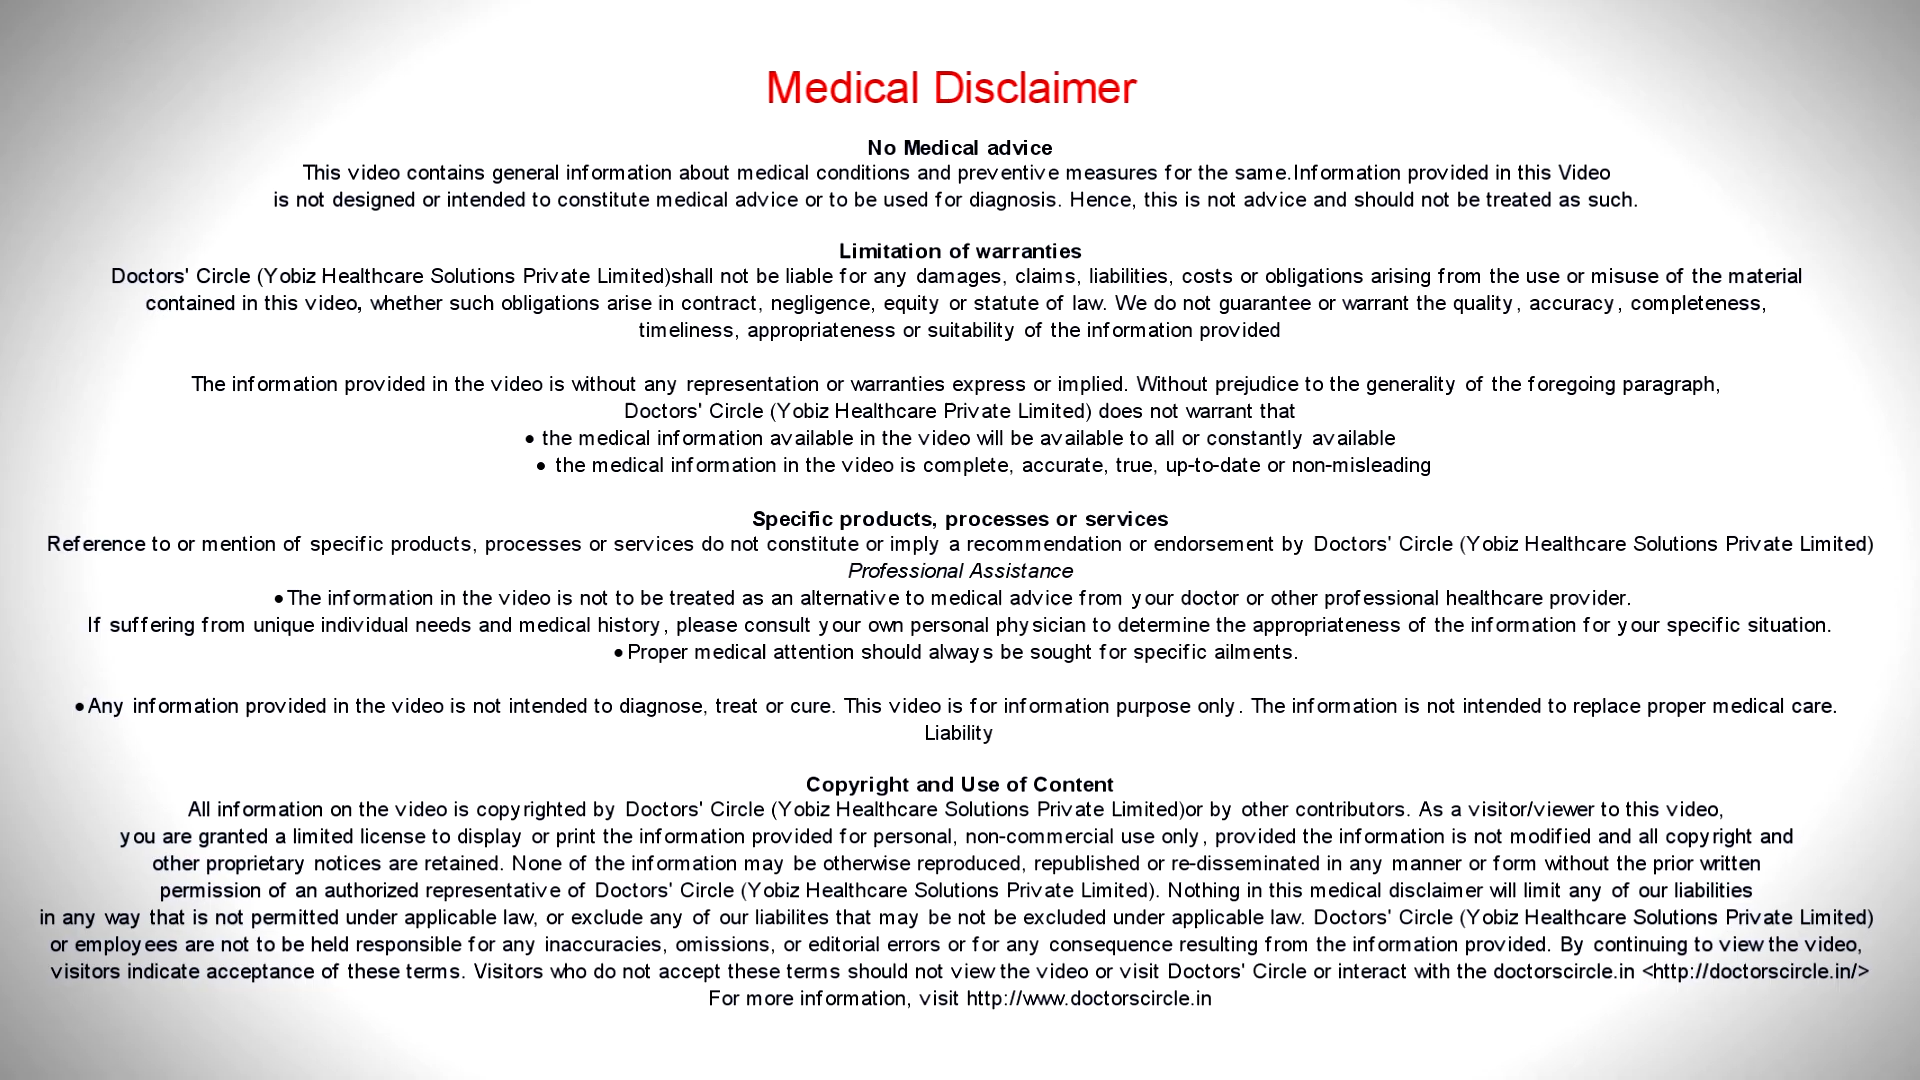 Medical Disclaimer
No Medical advice
This video contains general information about medical conditions and preventive measures for the same.Information provided in this Video
is not designed or intended to constitute medical advice or to be used for diagnosis. Hence, this is not advice and should not be treated as such.
Limitation of warranties
Doctors' Circle (Yobiz Healthcare Solutions Private Limited)shall not be liable for any damages, claims, liabilities, costs or obligations arising from the use or misuse of the material
contained in this video, whether such obligations arise in contract, negligence, equity or statute of law. We do not guarantee or warrant the quality, accuracy, completeness,
timeliness, appropriateness or suitability of the information provided
The information provided in the video is without any representation or warranties express or implied. Without prejudice to the generality of the foregoing paragraph,
Doctors' Circle (Yobiz Healthcare Private Limited) does not warrant that
• the medical information available in the video will be available to all or constantly available
• the medical information in the video is complete, accurate, true, up-to-date or non-misleading
Specific products, processes or services
Reference to or mention of specific products, processes or services do not constitute or imply a recommendation or endorsement by Doctors' Circle (Yobiz Healthcare Solutions Private Limited)
Professional Assistance
•The information in the video is not to be treated as an alternative to medical advice from your doctor or other professional healthcare provider.
If suffering from unique individual needs and medical history, please consult your own personal physician to determine the appropriateness of the information for your specific situation.
•Proper medical attention should always be sought for specific ailments.
•Any information provided in the video is not intended to diagnose, treat or cure. This video is for information purpose only. The information is not intended to replace proper medical care.
Liability
Copyright and Use of Content
All information on the video is copyrighted by Doctors' Circle (Yobiz Healthcare Solutions Private Limited)or by other contributors. As a visitor/viewer to this video,
you are granted a limited license to display or print the information provided for personal, non-commercial use only, provided the information is not modified and all copyright and
other proprietary notices are retained. None of the information may be otherwise reproduced, republished or re-disseminated in any manner or form without the prior written
permission of an authorized representative of Doctors' Circle (Yobiz Healthcare Solutions Private Limited). Nothing in this medical disclaimer will limit any of our liabilities
in any way that is not permitted under applicable law, or exclude any of our liabilites that may be not be excluded under applicable law. Doctors' Circle (Yobiz Healthcare Solutions Private Limited)
or employees are not to be held responsible for any inaccuracies, omissions, or editorial errors or for any consequence resulting from the information provided. By continuing to view the video,
visitors indicate acceptance of these terms. Visitors who do not accept these terms should not view the video or visit Doctors' Circle or interact with the doctorscircle.in <http://doctorscircle.in/>
For more information, visit http://www.doctorscircle.in